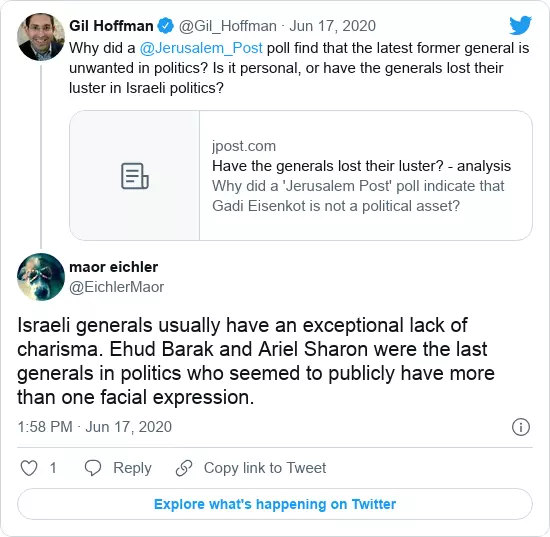 Gil Hoffman @Gil_Hoffman · Jun 17, 2020
Why did a @Jerusalem_Post poll find that the latest former general is
unwanted in politics? Is it personal, or have the generals lost their
luster in Israeli politics?
jpost.com
Have the generals lost their luster? - analysis
Why did a 'Jerusalem Post' poll indicate that
Gadi Eisenkot is not a political asset?
maor eichler
@EichlerMaor
Israeli generals usually have an exceptional lack of
charisma. Ehud Barak and Ariel Sharon were the last
generals in politics who seemed to publicly have more
than one facial expression.
1:58 PM · Jun 17, 2020
1 Reply Copy link to Tweet
Explore what's happening on Twitter